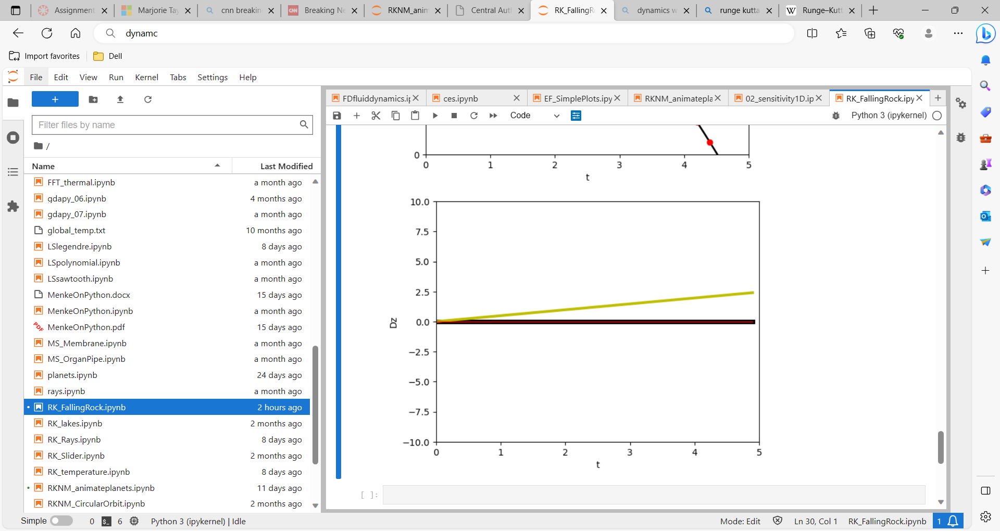 Assignment
Marjorie Tay
cnn breakin
Breaking Ne
RKNM_anim
Central Auth
RK_FallingR
dynamics w
runge kutta
Runge–Kutt
dynamc
Import favorites
Dell
File Edit View Run Kernel Tabs Settings Help
FDfluiddynamics.ip
ces.ipynb
EF_SimplePlots.ipy
RKNM_animatepla
02_sensitivity1D.ip
RK_FallingRock.ipy
Code
Python 3 (ipykernel)
Filter files by name
/
Name Last Modified
FFT_thermal.ipynb a month ago
gdapy_06.ipynb 4 months ago
gdapy_07.ipynb a month ago
global_temp.txt 10 months ago
LSlegendre.ipynb 8 days ago
LSpolynomial.ipynb a month ago
LSsawtooth.ipynb a month ago
MenkeOnPython.docx 15 days ago
MenkeOnPython.ipynb a month ago
PDF MenkeOnPython.pdf 15 days ago
MS_Membrane.ipynb a month ago
MS_OrganPipe.ipynb a month ago
planets.ipynb 24 days ago
rays.ipynb a month ago
RK_FallingRock.ipynb 2 hours ago
RK_lakes.ipynb 2 months ago
RK_Rays.ipynb 8 days ago
RK_Slider.ipynb 2 months ago
RK_temperature.ipynb 8 days ago
RKNM_animateplanets.ipynb 11 days ago
RKNM_CircularOrbit.ipynb 2 months ago
0
0 1 2 3 4 5
t
10.0
7.5
5.0
2.5
0.0
−2.5
−5.0
−7.5
−10.0
Dz
0 1 2 3 4 5
t
[ ]:
Simple 0 6 Python 3 (ipykernel) | Idle
Mode: Edit Ln 30, Col 1 RK_FallingRock.ipynb 1